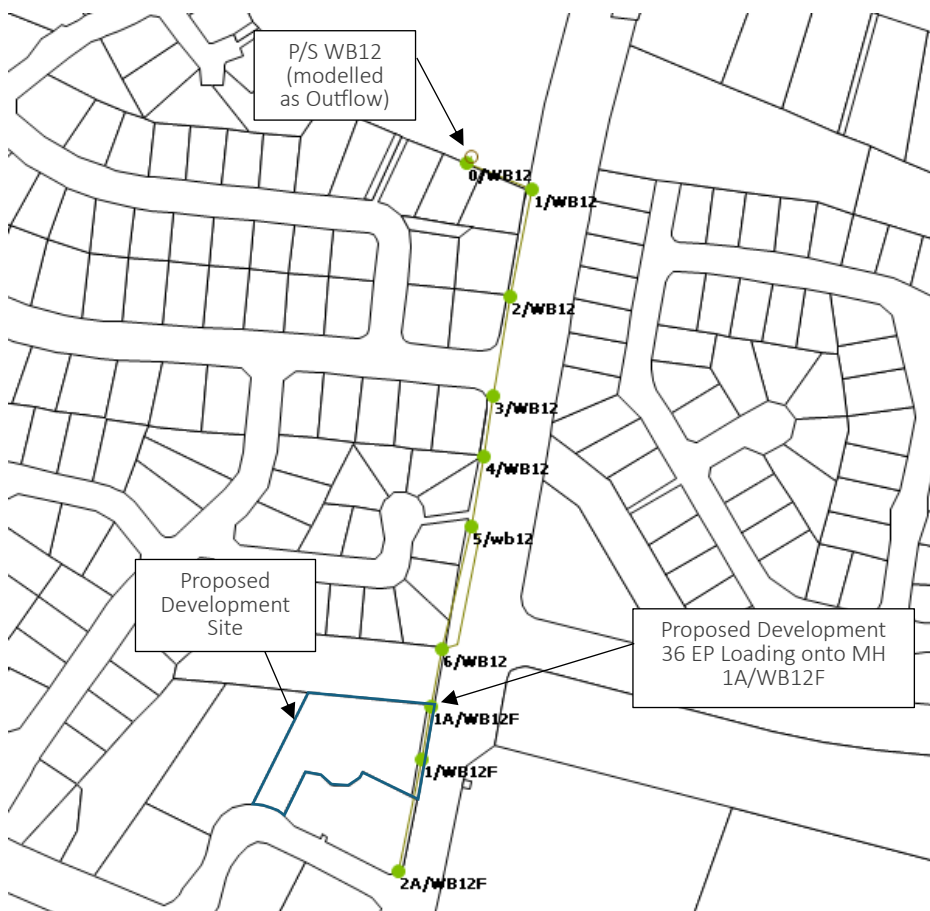 P/S WB12
(modelled
as Outflow)
0/WB12
1/WB12
2/WB12
3/WB12
4/WB12
5/wb12
Proposed
Development
Site
Proposed Development
36 EP Loading onto MH
1A/WB12F
6/WB12
1A/WB12F
1/WB12F
2A/WB12F